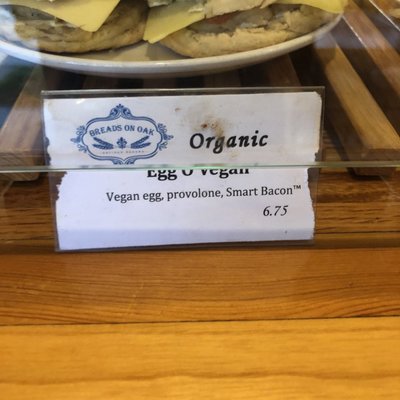 BREADS ON OAK
Organic
Egg O Vegan
Vegan egg, provolone, Smart Bacon™
6.75